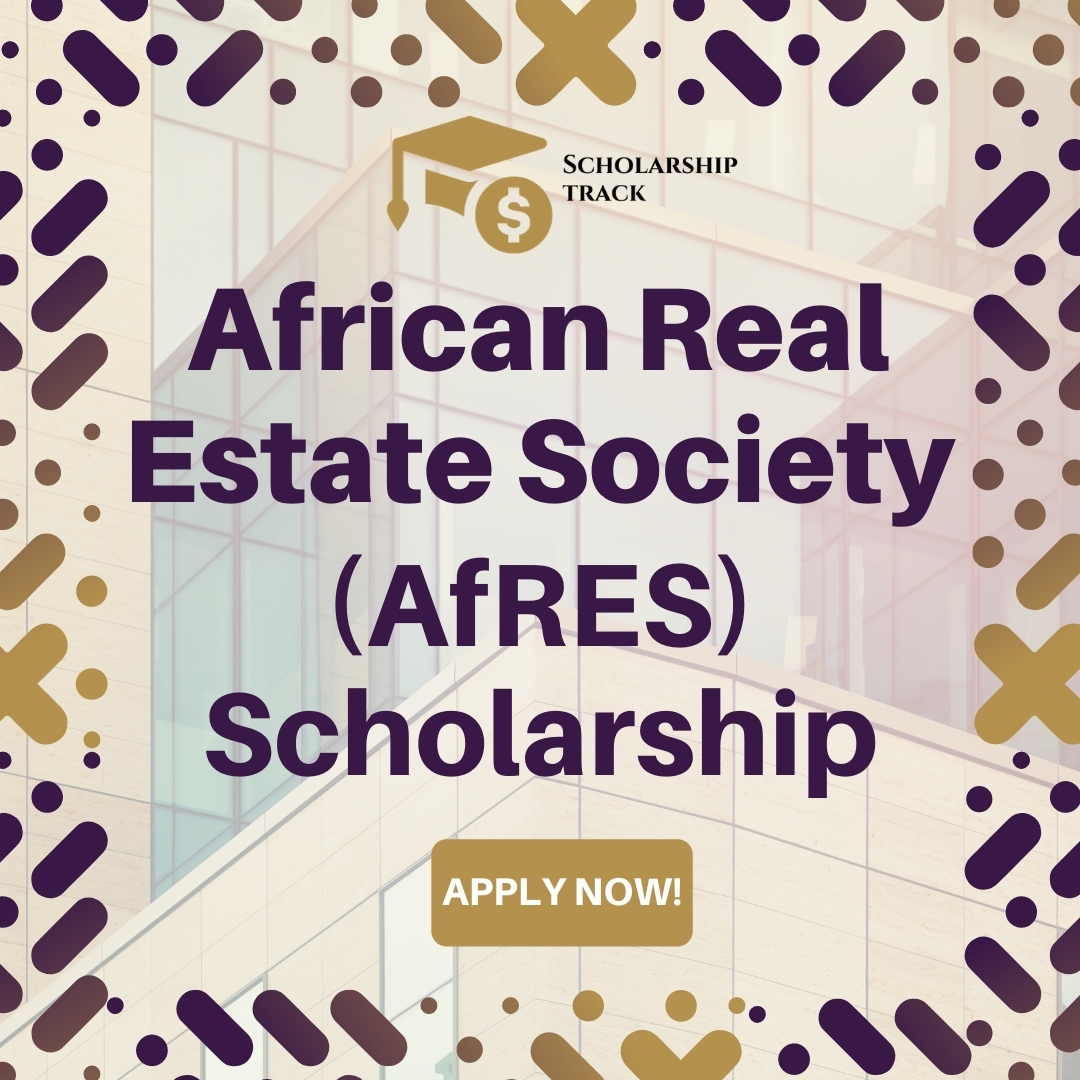 Scholarship
track
African Real
Estate Society
(AfRES)
Scholarship
APPLY NOW!